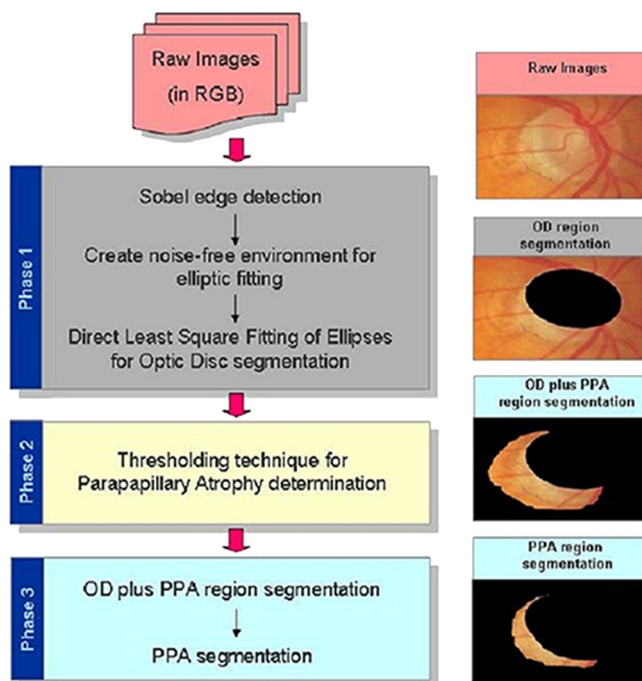 Raw Images
(in RGB)
Phase 1
Sobel edge detection
Create noise-free environment for
elliptic fitting
Direct Least Square Fitting of Ellipses
for Optic Disc segmentation
Phase 2
Thresholding technique for
Parapapillary Atrophy determination
Phase 3
OD plus PPA region segmentation
PPA segmentation
Raw Images
OD region
segmentation
OD plus PPA
region segmentation
PPA region
segmentation